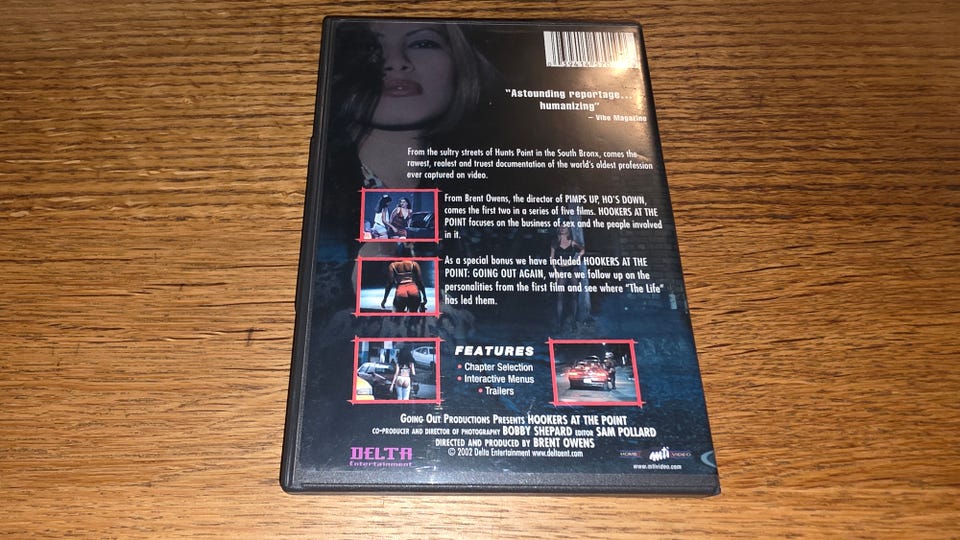 "Astounding reportage...
humanizing"
– Vibe Magazine
From the sultry streets of Hunts Point in the South Bronx, comes the
rawest, realest and truest documentation of the world's oldest profession
ever captured on video.
From Brent Owens, the director of PIMPS UP, HO'S DOWN,
comes the first two in a series of five films. HOOKERS AT THE
POINT focuses on the business of sex and the people involved
in it.
As a special bonus we have included HOOKERS AT THE
POINT: GOING OUT AGAIN, where we follow up on the
personalities from the first film and see where "The Life"
has led them.
FEATURES
• Chapter Selection
• Interactive Menus
• Trailers
GOING OUT PRODUCTIONS PRESENTS HOOKERS AT THE POINT
CO-PRODUCER AND DIRECTOR OF PHOTOGRAPHY BOBBY SHEPARD EDITOR SAM POLLARD
DIRECTED AND PRODUCED BY BRENT OWENS
© 2002 Delta Entertainment www.deltaent.com
DELTA
Entertainment
HOME mti VIDEO
www.mtivideo.com